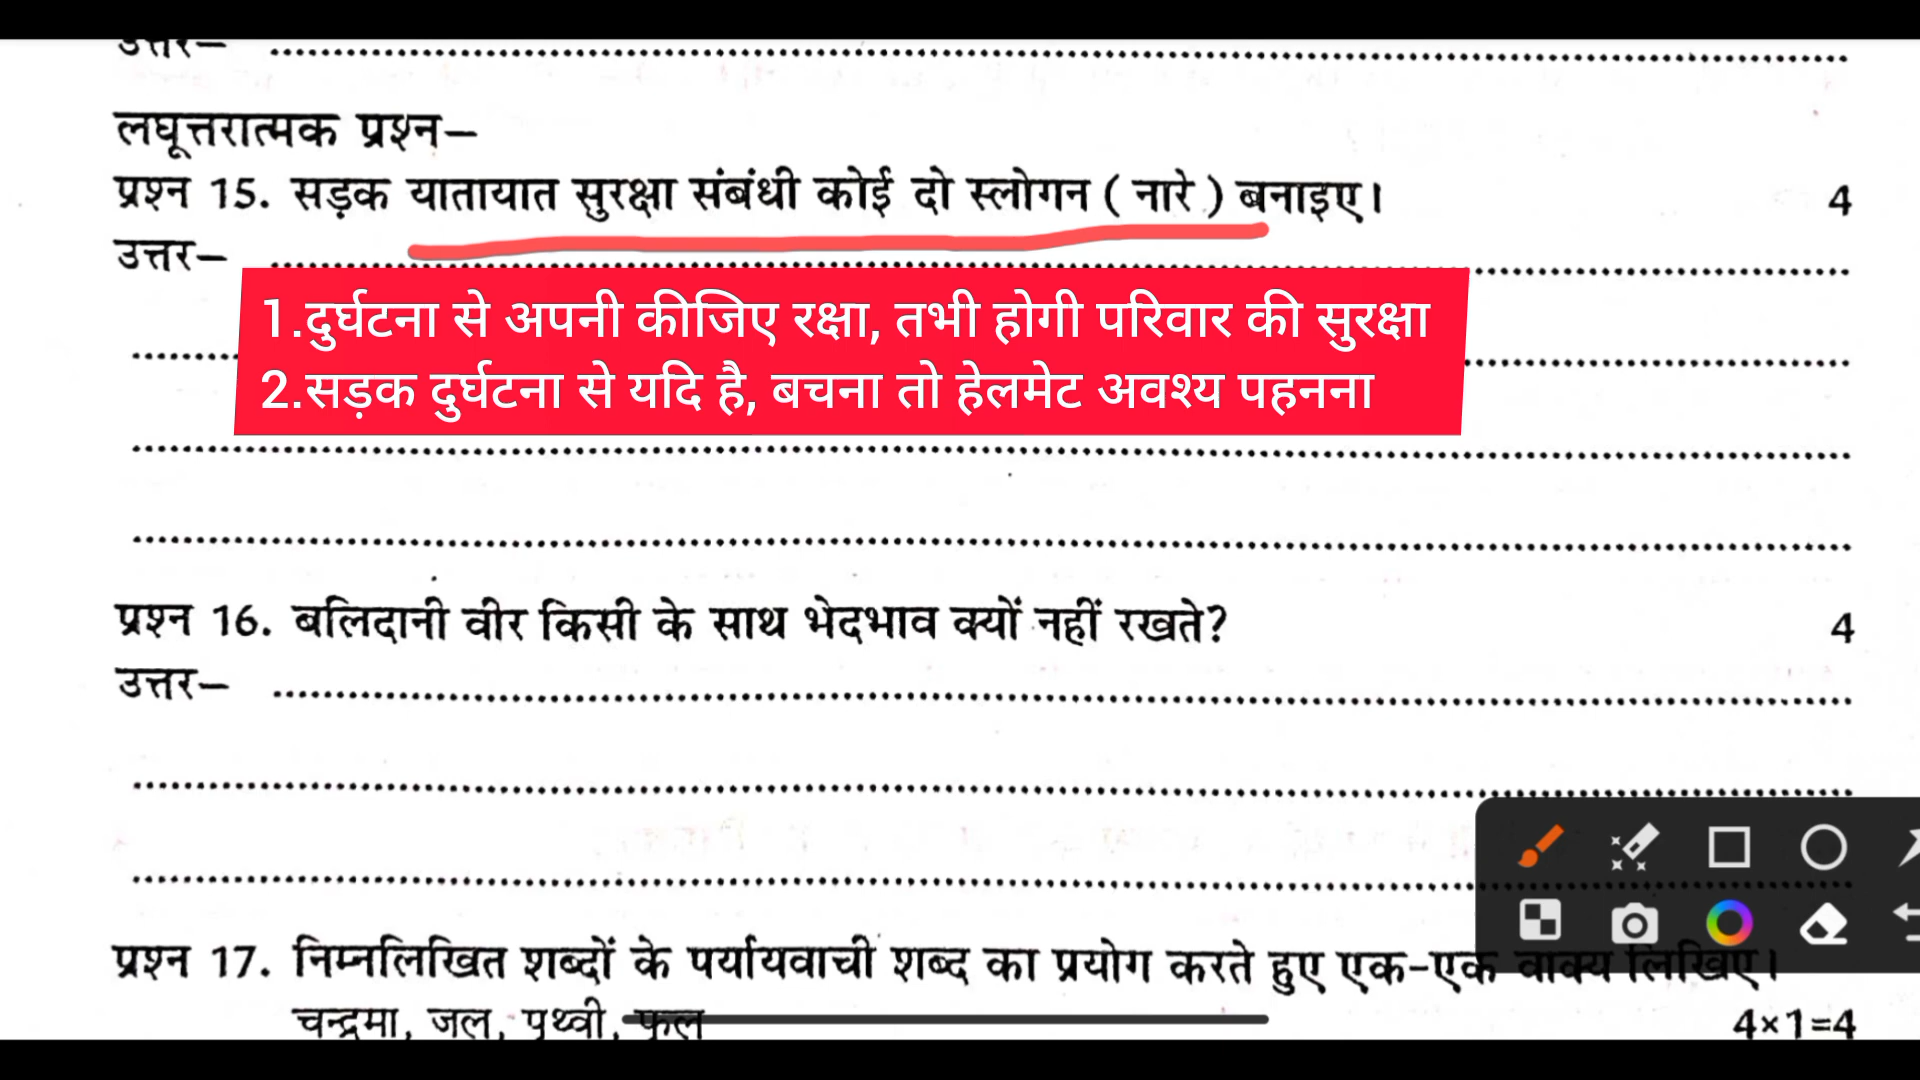 उत्तर–
लघूत्तरात्मक प्रश्न–
प्रश्न 15. सड़क यातायात सुरक्षा संबंधी कोई दो स्लोगन ( नारे ) बनाइए। 4
उत्तर–
1.दुर्घटना से अपनी कीजिए रक्षा, तभी होगी परिवार की सुरक्षा
2.सड़क दुर्घटना से यदि है, बचना तो हेलमेट अवश्य पहनना
प्रश्न 16. बलिदानी वीर किसी के साथ भेदभाव क्यों नहीं रखते? 4
उत्तर–
प्रश्न 17. निम्नलिखित शब्दों के पर्यायवाची शब्द का प्रयोग करते हुए एक-एक वाक्य लिखिए।
चन्द्रमा, जल, पृथ्वी, फूल 4×1=4